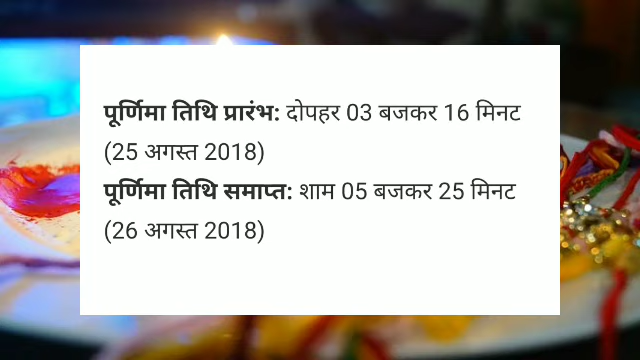 पूर्णिमा तिथि प्रारंभ: दोपहर 03 बजकर 16 मिनट
(25 अगस्त 2018)
पूर्णिमा तिथि समाप्त: शाम 05 बजकर 25 मिनट
(26 अगस्त 2018)